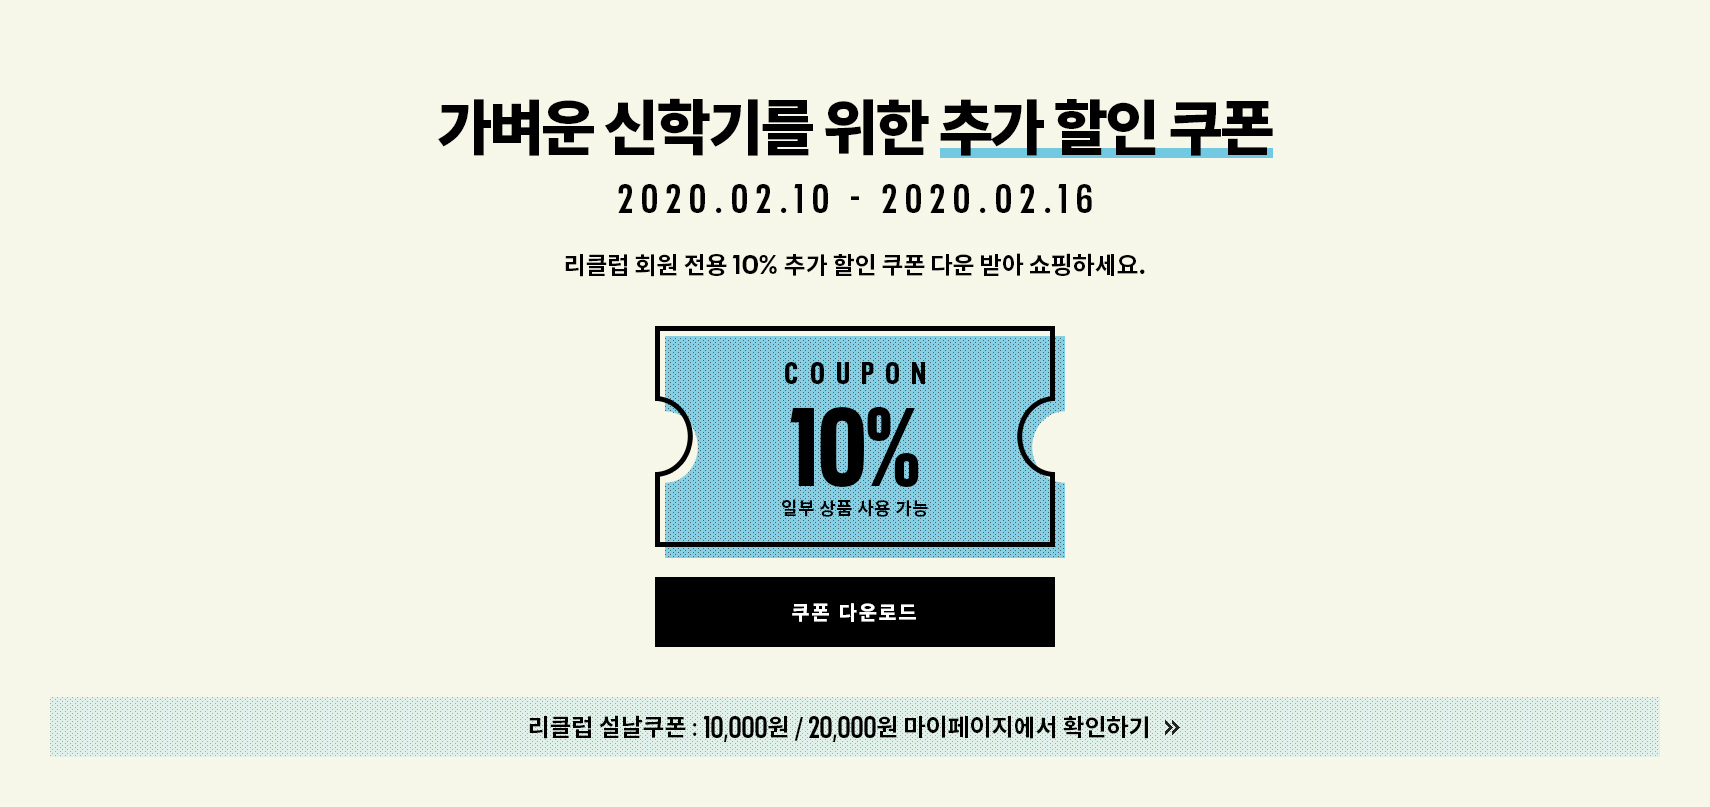 가벼운 신학기를 위한 추가 할인 쿠폰
2020.02.10 - 2020.02.16
리클럽 회원 전용 10% 추가 할인 쿠폰 다운 받아 쇼핑하세요.
COUPON
10%
일부 상품 사용 가능
쿠폰 다운로드
리클럽 설날쿠폰 : 10,000원 / 20,000원 마이페이지에서 확인하기 »